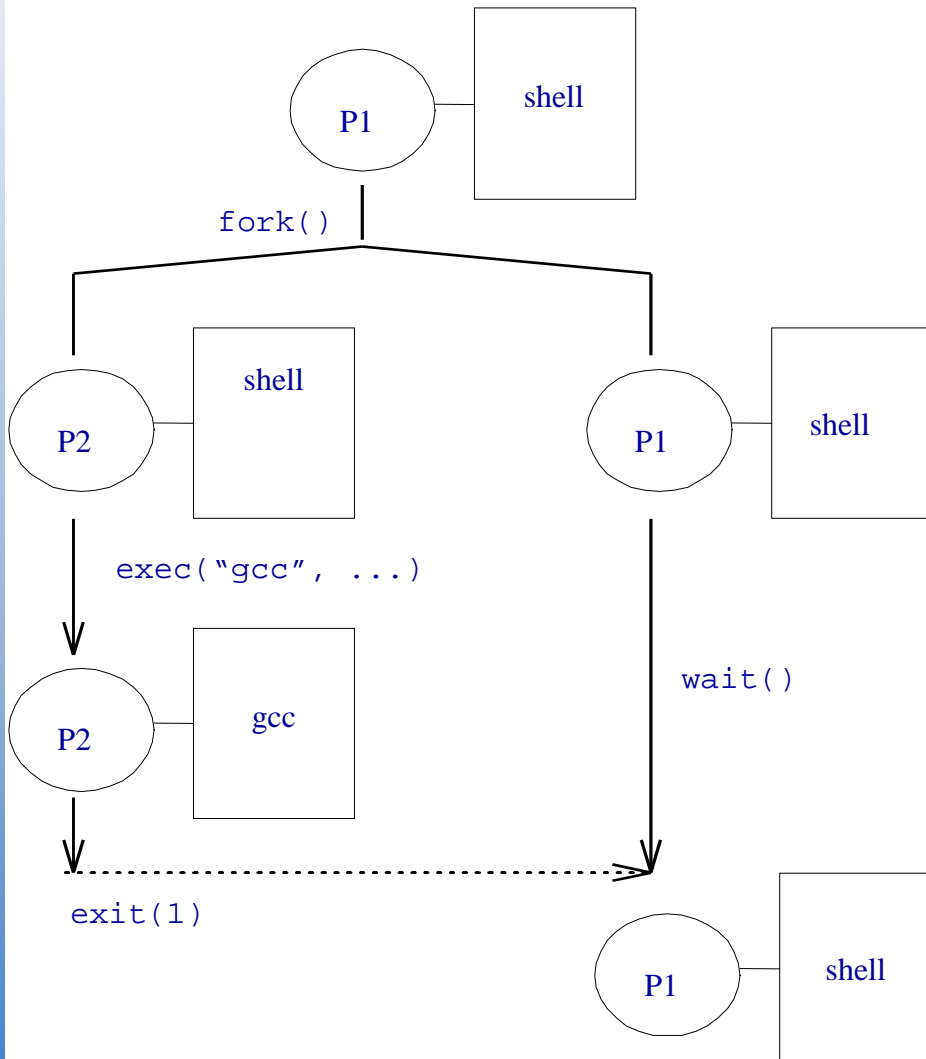 P1
shell
fork()
P2
shell
P1
shell
exec(“gcc”, ...)
wait()
P2
gcc
exit(1)
P1
shell